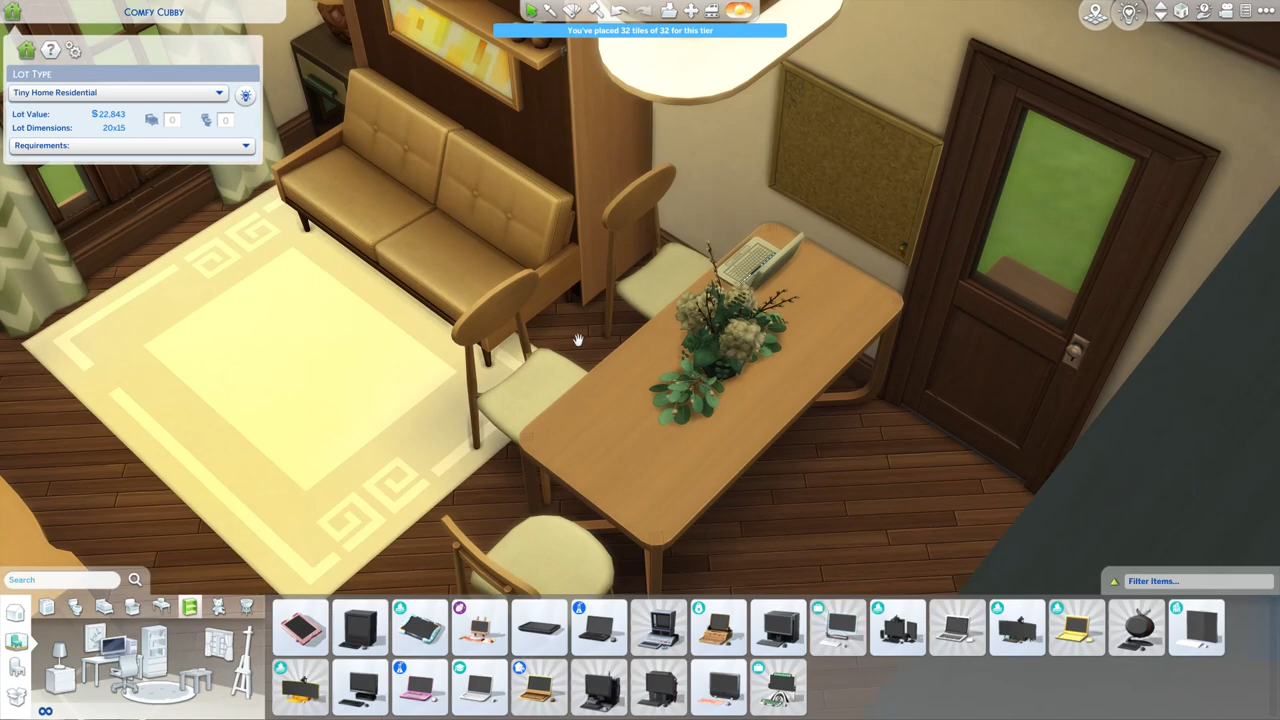 COMFY CUBBY
You've placed 32 tiles of 32 for this tier
LOT TYPE
Tiny Home Residential
Lot Value: §22,843
Lot Dimensions: 20x15
0
0
Requirements:
Search
Filter Items...